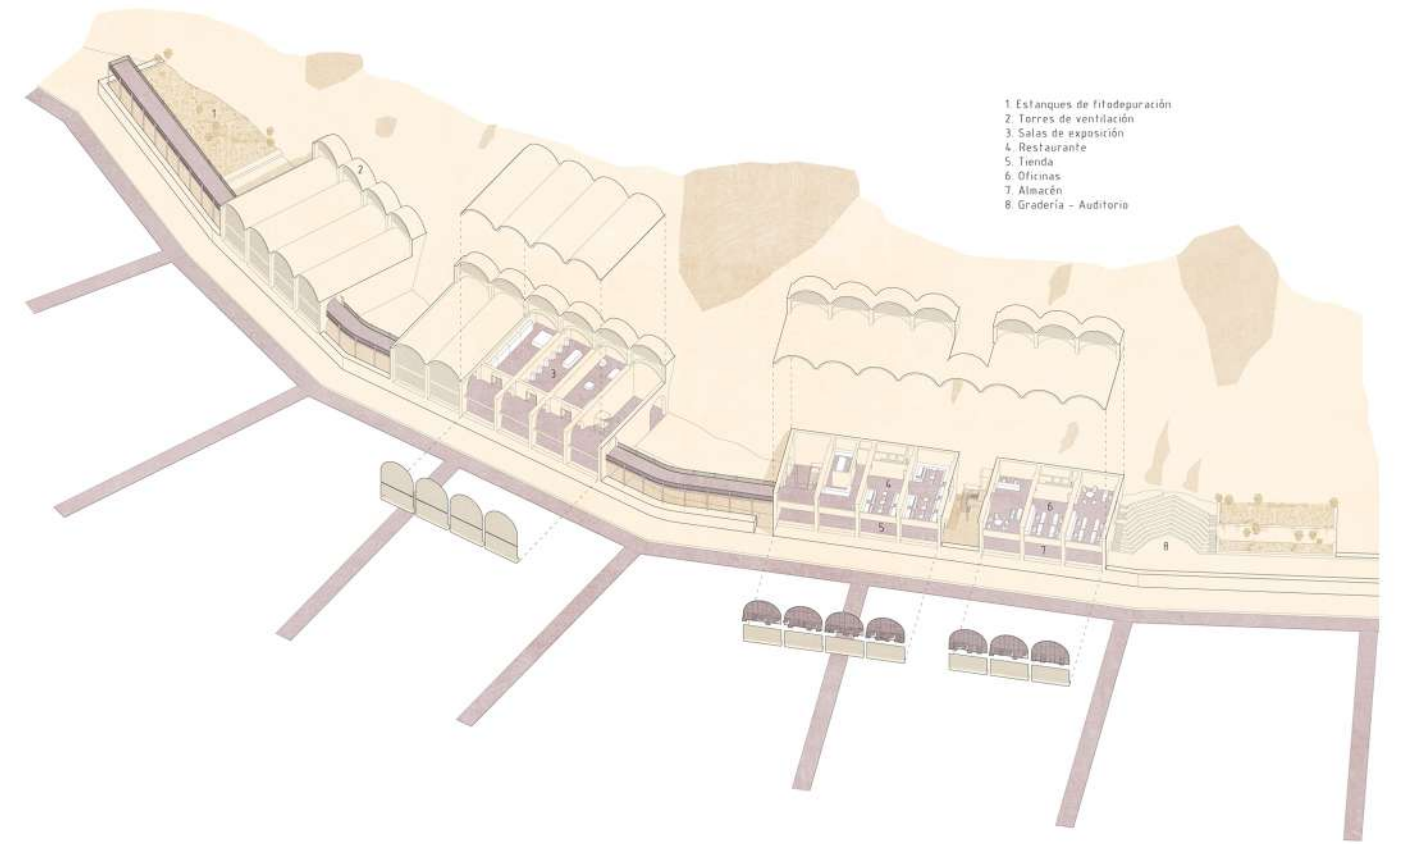 1. Estanques de fitodepuración
2. Torres de ventilación
3. Salas de exposición
4. Restaurante
5. Tienda
6. Oficinas
7. Almacén
8. Gradería - Auditorio
1
2
3
4
5
6
7
8